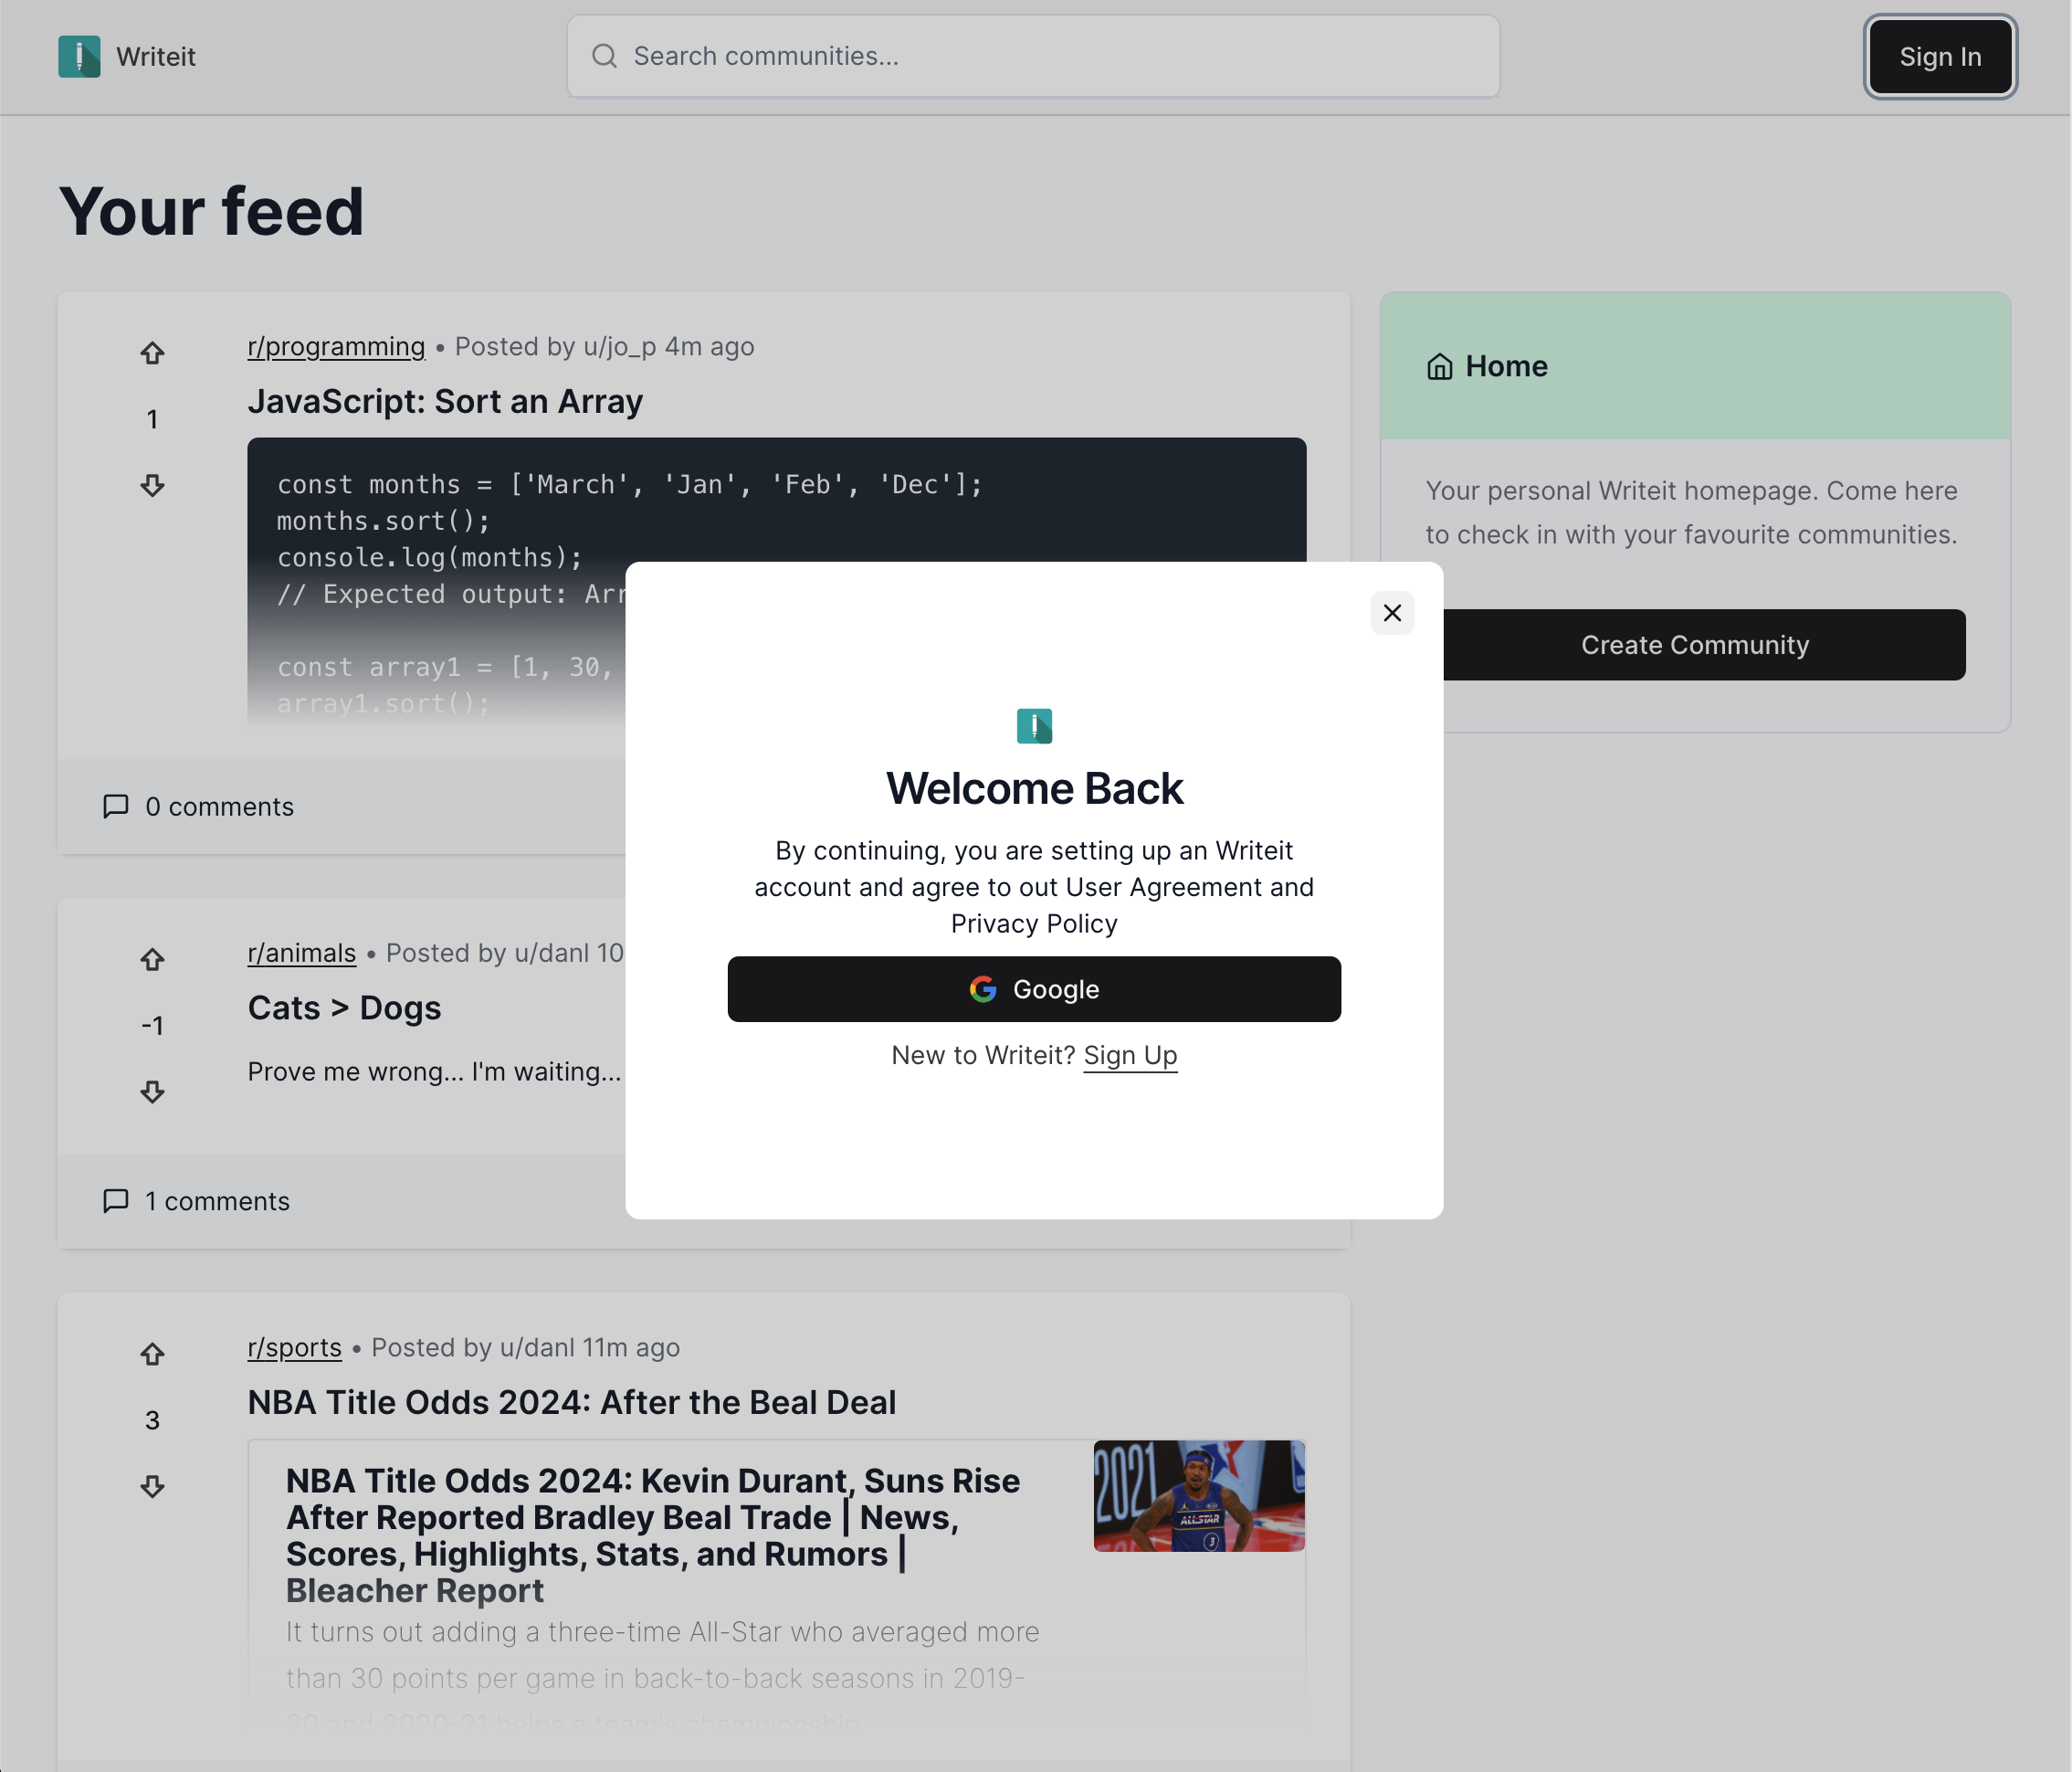 Writeit
Search communities...
Sign In
Your feed
r/programming • Posted by u/jo_p 4m ago
1
JavaScript: Sort an Array
const months = ['March', 'Jan', 'Feb', 'Dec'];
months.sort();
console.log(months);
// Expected output: Arr
const array1 = [1, 30,
array1.sort();
0 comments
Home
Your personal Writeit homepage. Come here
to check in with your favourite communities.
Create Community
Welcome Back
By continuing, you are setting up an Writeit
account and agree to out User Agreement and
Privacy Policy
Google
New to Writeit? Sign Up
r/animals • Posted by u/danl 10
-1
Cats > Dogs
Prove me wrong... I'm waiting...
1 comments
r/sports • Posted by u/danl 11m ago
3
NBA Title Odds 2024: After the Beal Deal
NBA Title Odds 2024: Kevin Durant, Suns Rise
After Reported Bradley Beal Trade | News,
Scores, Highlights, Stats, and Rumors |
Bleacher Report
It turns out adding a three-time All-Star who averaged more
than 30 points per game in back-to-back seasons in 2019-
20 and 2020-21 helps a team's championship
2021
ALLSTAR
3